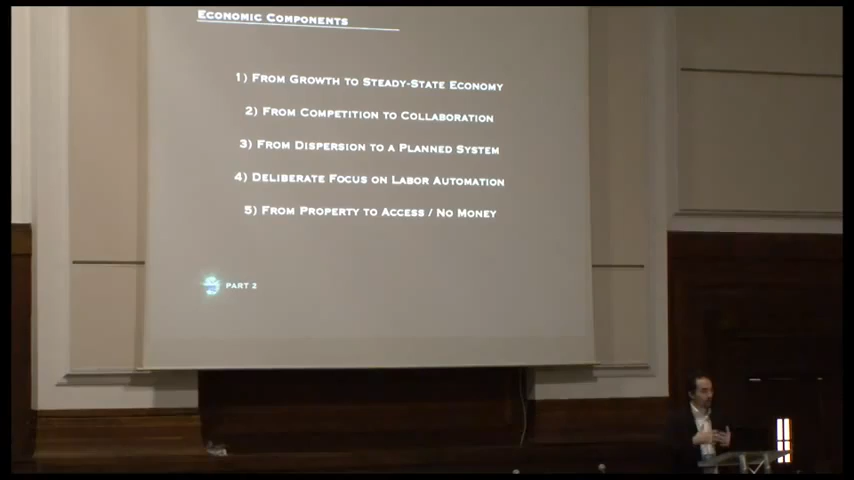 Economic Components
1) From Growth to Steady-State Economy
2) From Competition to Collaboration
3) From Dispersion to a Planned System
4) Deliberate Focus on Labor Automation
5) From Property to Access / No Money
PART 2